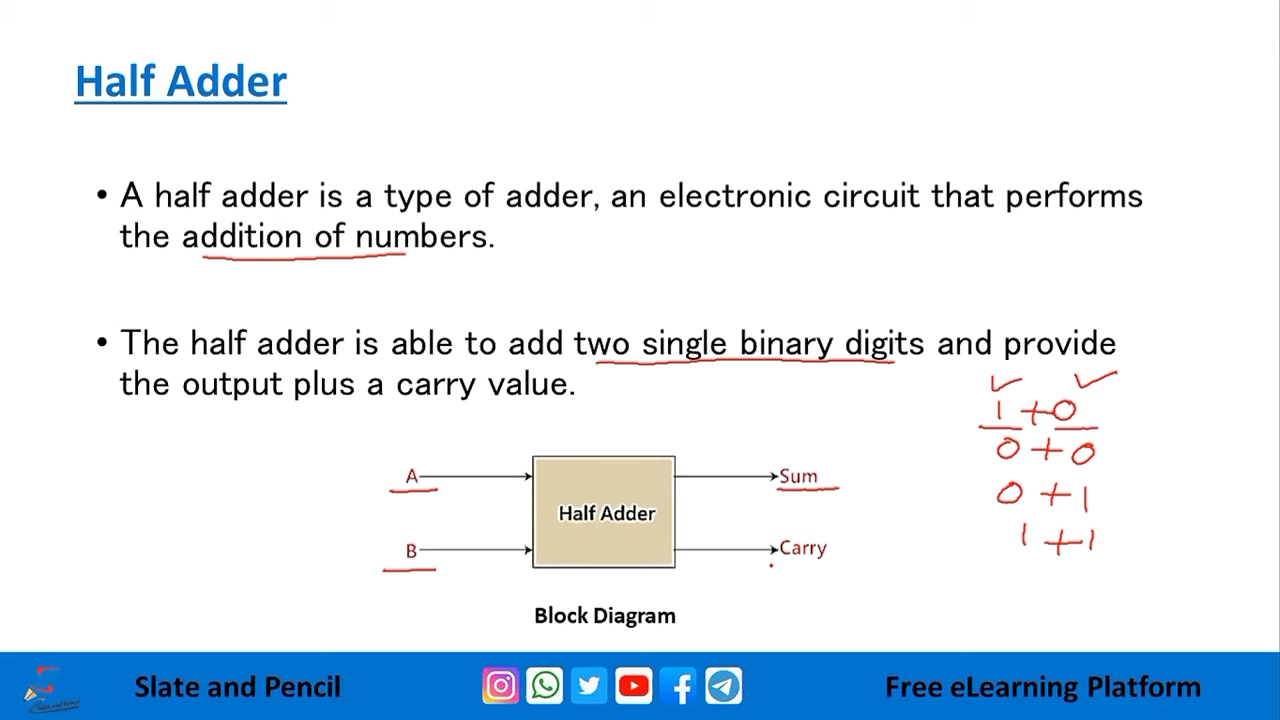 Half Adder
• A half adder is a type of adder, an electronic circuit that performs
the addition of numbers.
• The half adder is able to add two single binary digits and provide
the output plus a carry value.
1 + 0
0 + 0
0 + 1
1 + 1
A
B
Half Adder
Sum
Carry
Block Diagram
Slate and Pencil
Free eLearning Platform